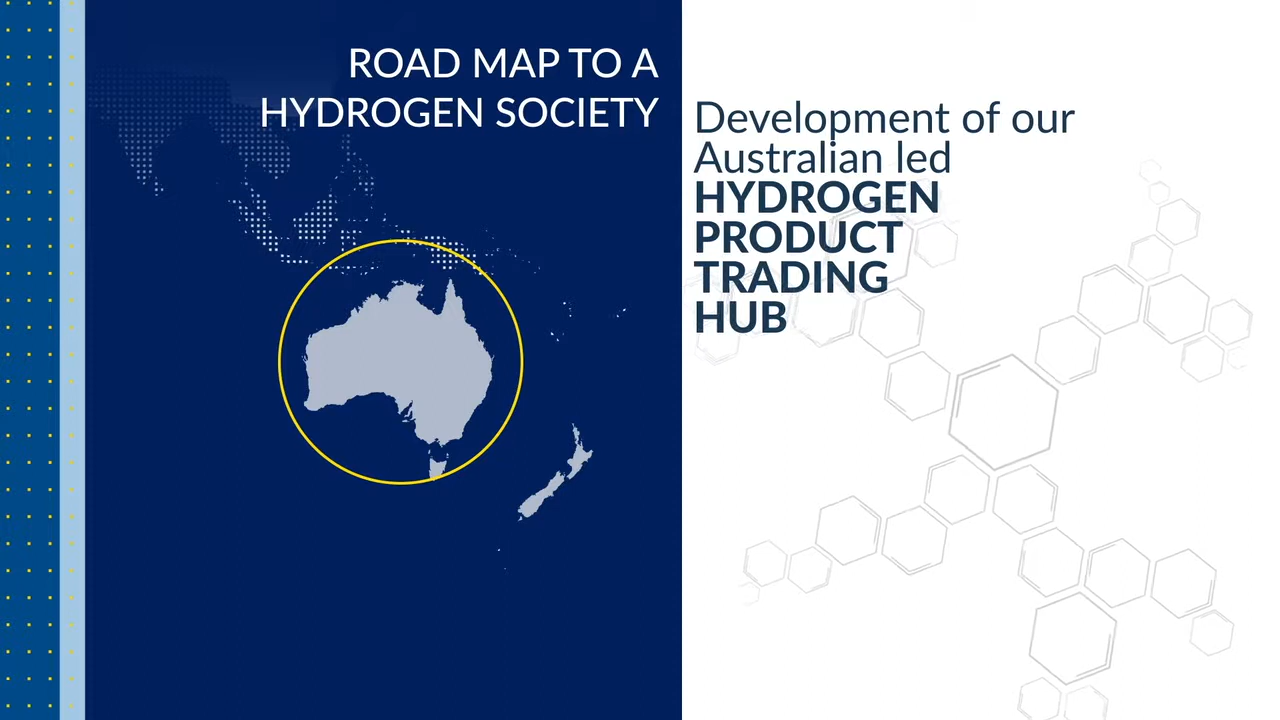 ROAD MAP TO A
HYDROGEN SOCIETY
Development of our
Australian led
HYDROGEN
PRODUCT
TRADING
HUB